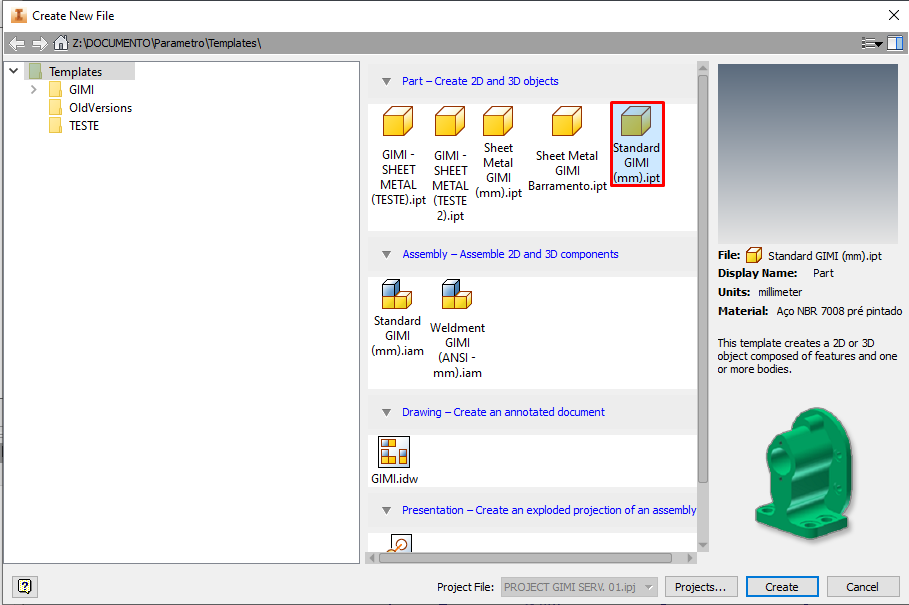 Create New File
Z:\DOCUMENTO\Parametro\Templates\
Templates
GIMI
OldVersions
TESTE
Part – Create 2D and 3D objects
GIMI -
SHEET
METAL
(TESTE).ipt
GIMI -
SHEET
METAL
(TESTE
2).ipt
Sheet
Metal
GIMI
(mm).ipt
Sheet Metal
GIMI
Barramento.ipt
Standard
GIMI
(mm).ipt
Assembly – Assemble 2D and 3D components
Standard
GIMI
(mm).iam
Weldment
GIMI
(ANSI -
mm).iam
Drawing – Create an annotated document
GIMI.idw
Presentation – Create an exploded projection of an assembly
File: Standard GIMI (mm).ipt
Display Name: Part
Units: millimeter
Material: Aço NBR 7008 pré pintado
This template creates a 2D or 3D
object composed of features and one
or more bodies.
Project File: PROJECT GIMI SERV. 01.ipj
Projects...
Create
Cancel